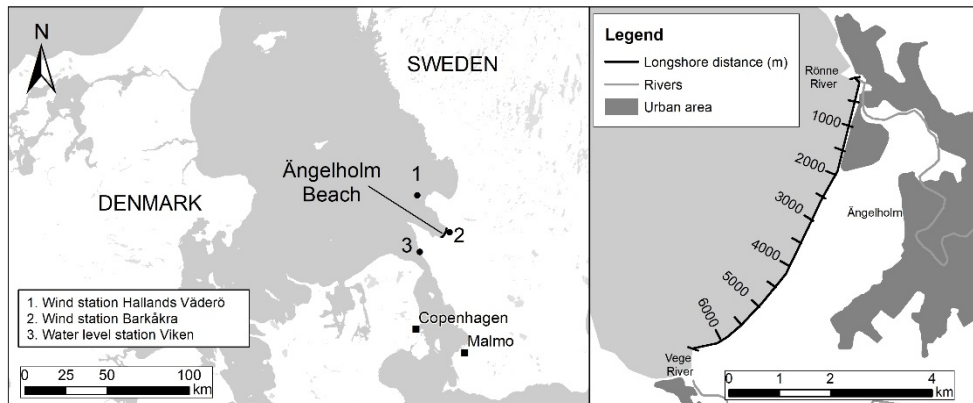 N
SWEDEN
DENMARK
1
Ängelholm
Beach
2
3
1. Wind station Hallands Väderö
2. Wind station Barkåkra
3. Water level station Viken
Copenhagen
Malmo
0 25 50 100
km
Legend
Longshore distance (m)
Rivers
Urban area
Rönne
River
1000
2000
3000
Ängelholm
4000
5000
6000
Vege
River
0 1 2 4
km